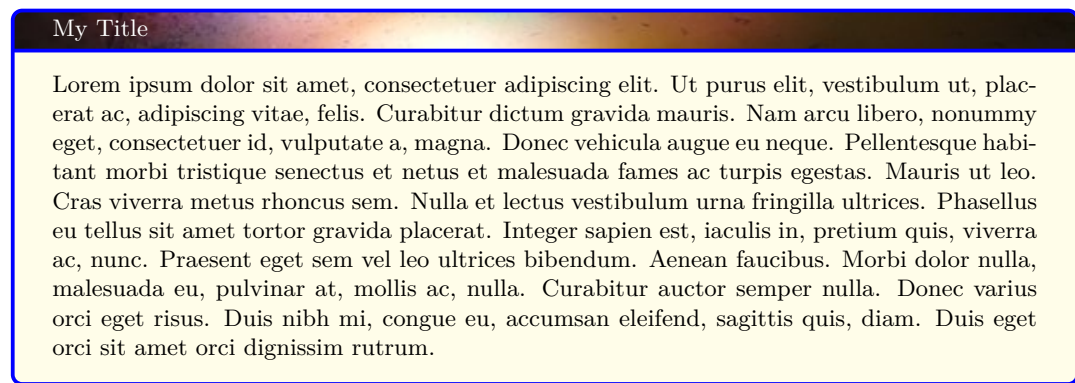 My Title
Lorem ipsum dolor sit amet, consectetuer adipiscing elit. Ut purus elit, vestibulum ut, plac-
erat ac, adipiscing vitae, felis. Curabitur dictum gravida mauris. Nam arcu libero, nonummy
eget, consectetuer id, vulputate a, magna. Donec vehicula augue eu neque. Pellentesque habi-
tant morbi tristique senectus et netus et malesuada fames ac turpis egestas. Mauris ut leo.
Cras viverra metus rhoncus sem. Nulla et lectus vestibulum urna fringilla ultrices. Phasellus
eu tellus sit amet tortor gravida placerat. Integer sapien est, iaculis in, pretium quis, viverra
ac, nunc. Praesent eget sem vel leo ultrices bibendum. Aenean faucibus. Morbi dolor nulla,
malesuada eu, pulvinar at, mollis ac, nulla. Curabitur auctor semper nulla. Donec varius
orci eget risus. Duis nibh mi, congue eu, accumsan eleifend, sagittis quis, diam. Duis eget
orci sit amet orci dignissim rutrum.